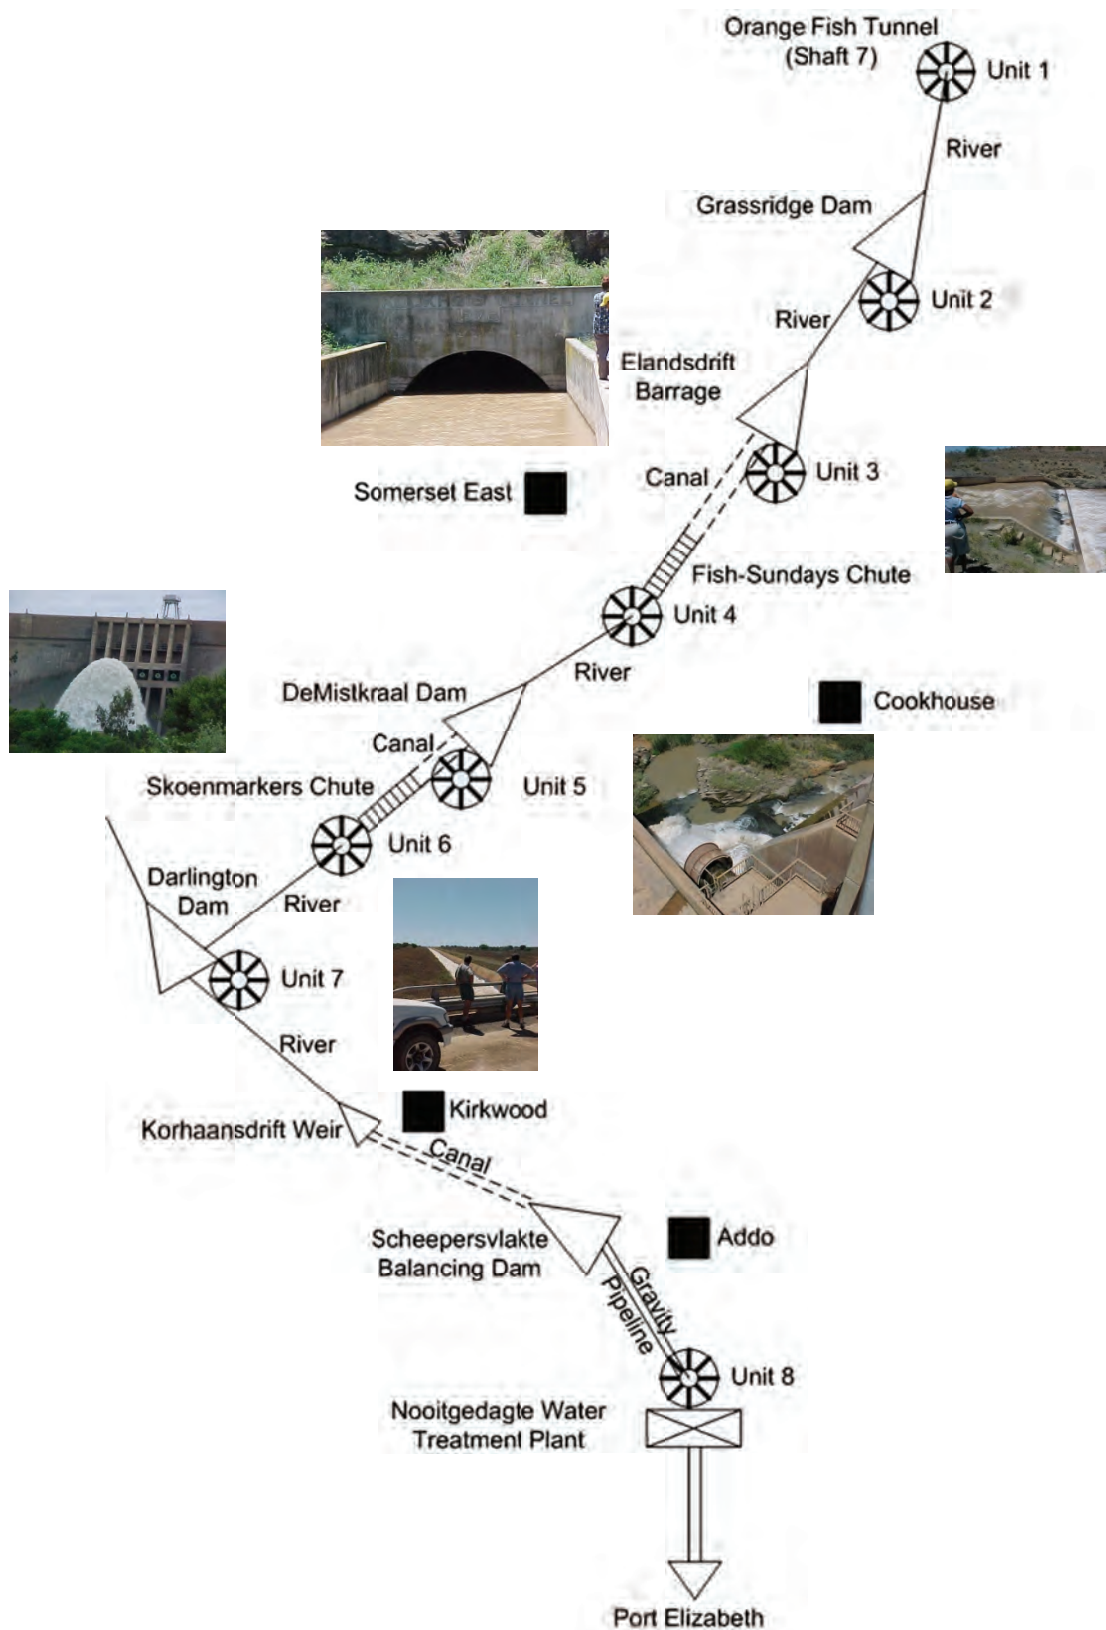 Orange Fish Tunnel
(Shaft 7)
Unit 1
River
Grassridge Dam
Unit 2
River
Elandsdrift
Barrage
Unit 3
Canal
Somerset East
Fish-Sundays Chute
Unit 4
River
DeMistkraal Dam
Cookhouse
Canal
Skoenmarkers Chute
Unit 5
Unit 6
Darlington
Dam
River
Unit 7
River
Kirkwood
Korhaansdrift Weir
Canal
Scheepersvlakte
Balancing Dam
Addo
Gravity
Pipeline
Unit 8
Nooitgedagte Water
Treatment Plant
Port Elizabeth